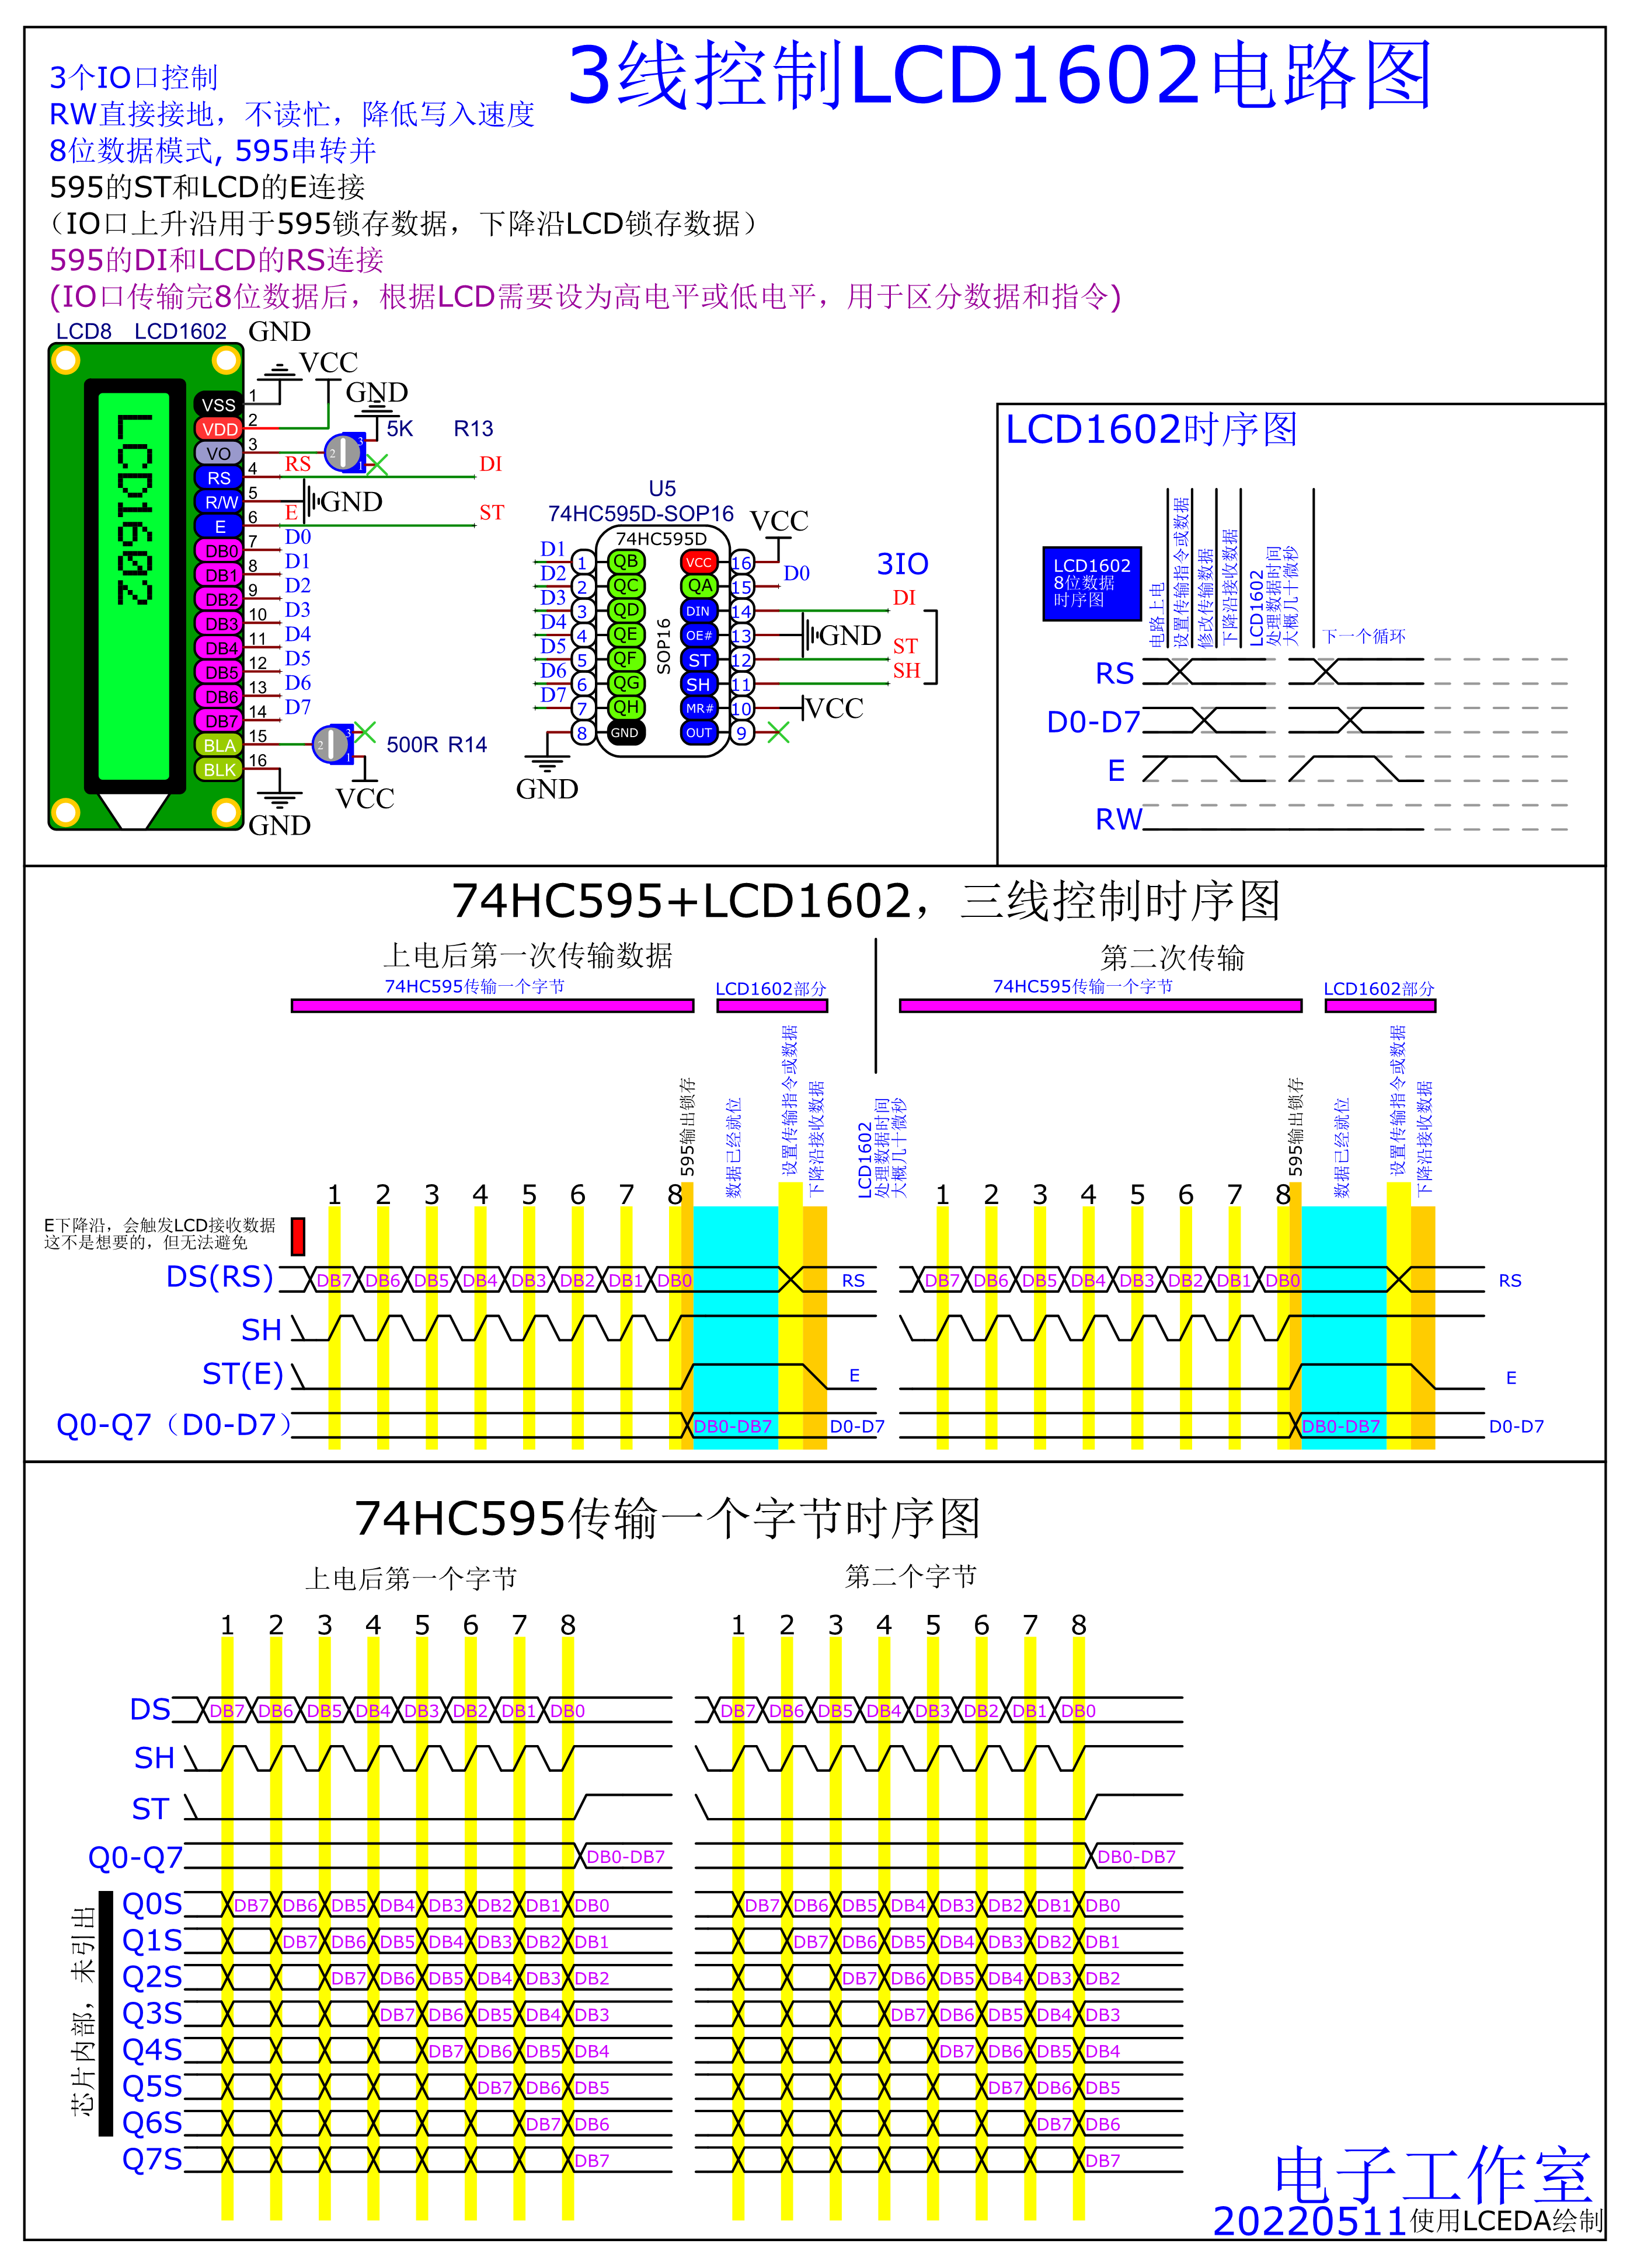 3线控制LCD1602电路图
3个IO口控制
RW直接接地，不读忙，降低写入速度
8位数据模式, 595串转并
595的ST和LCD的E连接
（IO口上升沿用于595锁存数据，下降沿LCD锁存数据）
595的DI和LCD的RS连接
(IO口传输完8位数据后，根据LCD需要设为高电平或低电平，用于区分数据和指令)
LCD8 LCD1602 GND
VCC
GND
LCD1602
VSS 1
VDD 2
VO 3
2 3 1
5K R13
RS 4 RS DI
R/W 5 GND
E 6 E ST
DB0 7 D0
DB1 8 D1
DB2 9 D2
DB3 10 D3
DB4 11 D4
DB5 12 D5
DB6 13 D6
DB7 14 D7
BLA 15
2 3 1
500R R14
BLK 16
VCC
GND
U5
74HC595D-SOP16
74HC595D
SOP16
VCC
D1 1 QB VCC 16
D2 2 QC QA 15 D0
D3 3 QD DIN 14 DI
D4 4 QE OE# 13 GND
D5 5 QF ST 12 ST
D6 6 QG SH 11 SH
D7 7 QH MR# 10 VCC
8 GND OUT 9
GND
3IO
LCD1602时序图
LCD1602
8位数据
时序图
电路上电
设置传输指令或数据
修改传输数据
下降沿接收数据
LCD1602
处理数据时间
大概几十微秒
下一个循环
RS
D0-D7
E
RW
74HC595+LCD1602，三线控制时序图
上电后第一次传输数据
74HC595传输一个字节
LCD1602部分
第二次传输
74HC595传输一个字节
LCD1602部分
595输出锁存
数据已经就位
设置传输指令或数据
下降沿接收数据
LCD1602
处理数据时间
大概几十微秒
595输出锁存
数据已经就位
设置传输指令或数据
下降沿接收数据
1 2 3 4 5 6 7 8 1 2 3 4 5 6 7 8
E下降沿，会触发LCD接收数据
这不是想要的，但无法避免
DS(RS) DB7 DB6 DB5 DB4 DB3 DB2 DB1 DB0 RS DB7 DB6 DB5 DB4 DB3 DB2 DB1 DB0 RS
SH
ST(E) E E
Q0-Q7（D0-D7） DB0-DB7 D0-D7 DB0-DB7 D0-D7
74HC595传输一个字节时序图
上电后第一个字节 第二个字节
1 2 3 4 5 6 7 8 1 2 3 4 5 6 7 8
DS DB7 DB6 DB5 DB4 DB3 DB2 DB1 DB0 DB7 DB6 DB5 DB4 DB3 DB2 DB1 DB0
SH
ST
Q0-Q7 DB0-DB7 DB0-DB7
芯片内部，未引出
Q0S DB7 DB6 DB5 DB4 DB3 DB2 DB1 DB0 DB7 DB6 DB5 DB4 DB3 DB2 DB1 DB0
Q1S DB7 DB6 DB5 DB4 DB3 DB2 DB1 DB7 DB6 DB5 DB4 DB3 DB2 DB1
Q2S DB7 DB6 DB5 DB4 DB3 DB2 DB7 DB6 DB5 DB4 DB3 DB2
Q3S DB7 DB6 DB5 DB4 DB3 DB7 DB6 DB5 DB4 DB3
Q4S DB7 DB6 DB5 DB4 DB7 DB6 DB5 DB4
Q5S DB7 DB6 DB5 DB7 DB6 DB5
Q6S DB7 DB6 DB7 DB6
Q7S DB7 DB7
电子工作室
20220511使用LCEDA绘制